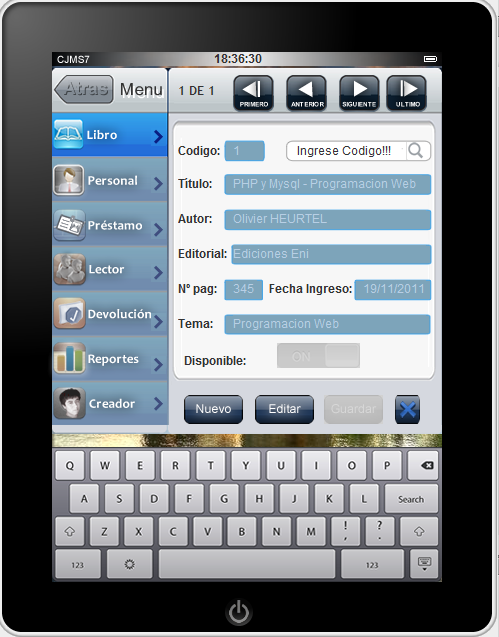 CJMS7 18:36:30
Atras Menu
1 DE 1
PRIMERO ANTERIOR SIGUIENTE ULTIMO
Libro
Personal
Préstamo
Lector
Devolución
Reportes
Creador
Codigo: 1 Ingrese Codigo!!!
Titulo: PHP y Mysql - Programacion Web
Autor: Olivier HEURTEL
Editorial: Ediciones Eni
Nº pag: 345 Fecha Ingreso: 19/11/2011
Tema: Programacion Web
Disponible: ON
Nuevo Editar Guardar
Q W E R T Y U I O P
A S D F G H J K L Search
Z X C V B N M ! , ? .
123 123